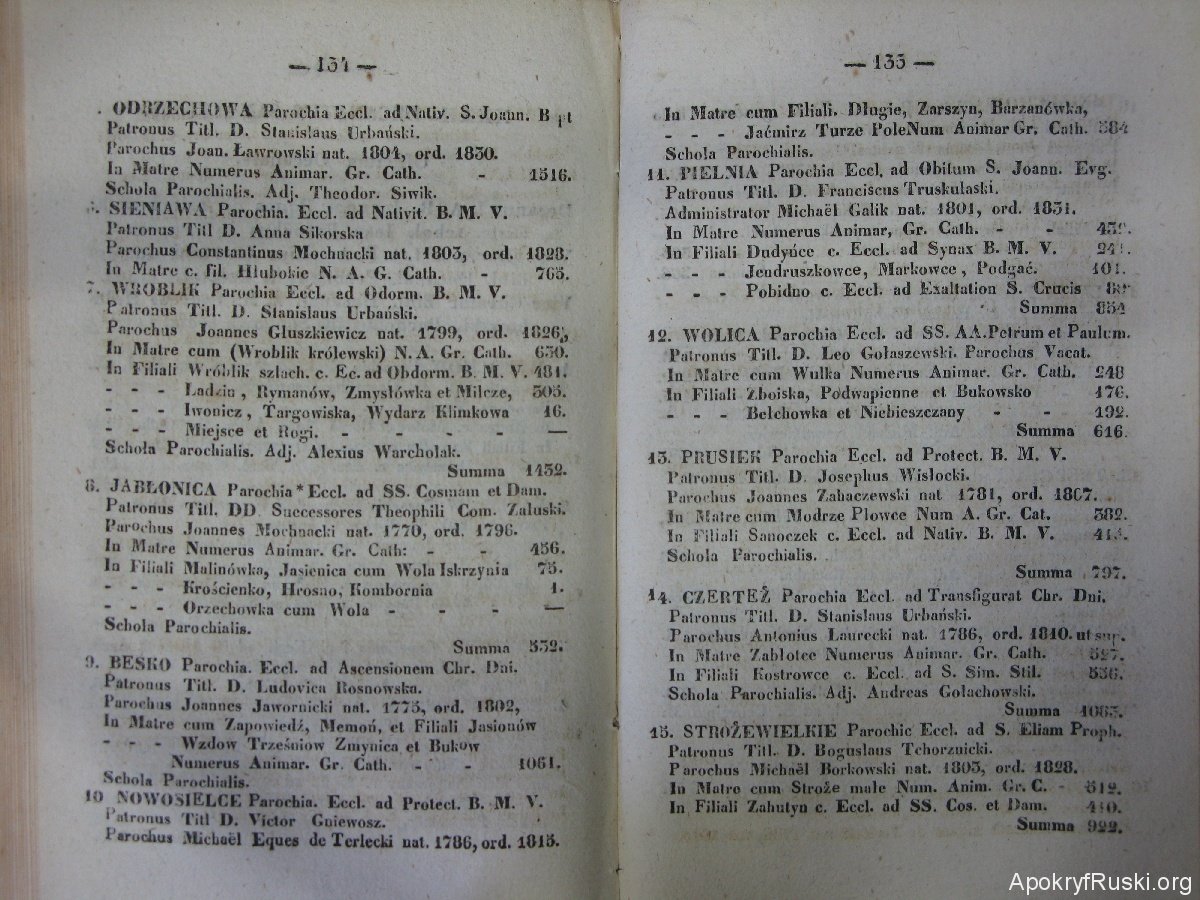 — 134 —
. ODRZECHOWA Parochia Eccl. ad Nativ. S. Joann. B pt
Patronus Titl. D. Stanislaus Urbański.
Parochus Joan. Ławrowski nat. 1804, ord. 1830.
In Matre Numerus Animar. Gr. Cath. - 1516.
Schola Parochialis. Adj. Theodor. Siwik.
SIENIAWA Parochia. Eccl. ad Nativit. B. M. V.
Patronus Titl D. Anna Sikorska
Parochus Constantinus Mochnacki nat. 1803, ord. 1828.
In Matre c. fil. Hłubokie N. A. G. Cath. - 765.
7. WROBLIK Parochia Eccl. ad Odorm. B. M. V.
Patronus Titl. D. Stanislaus Urbański.
Parochus Joannes Gluszkiewicz nat. 1799, ord. 1826,
In Matre cum (Wroblik królewski) N. A. Gr. Cath. 630.
In Filiali Wróblik szlach. c. Ec. ad Obdorm. B. M. V. 481.
- - - Ladzin, Rymanów, Zmysłówka et Milcze, 305.
- - - Iwonicz, Targowiska, Wydarz Klimkowa 16.
- - - Miejsce et Rogi. - - - - —
Schola Parochialis. Adj. Alexius Warcholak.
Summa 1432.
8. JABŁONICA Parochia* Eccl. ad SS. Cosmam et Dam.
Patronus Titl. DD. Successores Theophili Com. Zaluski.
Parochus Joannes Mochnacki nat. 1770, ord. 1796.
In Matre Numerus Animar. Gr. Cath: - - 456.
In Filiali Malinówka, Jasienica cum Wola Iskrzynia 75.
- - - Krościenko, Hrosno, Kombornia 1.
- - - Orzechowka cum Wola - - - —
Schola Parochialis.
Summa 532.
9. BESKO Parochia. Eccl. ad Ascensionem Chr. Dni.
Patronus Titl. D. Ludovica Rosnowska.
Parochus Joannes Jawornicki nat. 1775, ord. 1802,
In Matre cum Zapowiedź, Memoń, et Filiali Jasionów
- - - Wzdow Trześniow Zmynica et Bukow
Numerus Animar. Gr. Cath. - - 1061.
Schola Parochialis.
10 NOWOSIELCE Parochia. Eccl. ad Protect. B. M. V.
Patronus Titl D. Victor Gniewosz.
Parochus Michaël Eques de Terlecki nat. 1786, ord. 1815.
— 135 —
In Matre cum Filiali. Długie, Zarszyn, Barzanówka,
- - - Jaćmirz Turze PoleNum Animar Gr. Cath. 584
Schola Parochialis.
11. PIELNIA Parochia Eccl. ad Obitum S. Joann. Evg.
Patronus Titl. D. Franciscus Truskulaski.
Administrator Michaël Galik nat. 1801, ord. 1831.
In Matre Numerus Animar, Gr. Cath. - -
In Filiali Dudyńce c. Eccl. ad Synax B. M. V.
- - - Jendruszkowce, Markowce, Podgać. 101.
- - - Pobidno c. Eccl. ad Exaltation S. Crucis
Summa 854
12. WOLICA Parochia Eccl. ad SS. AA. Petrum et Paulum.
Patronus Titl. D. Leo Gołaszewski. Parochus Vacat.
In Matre cum Wulka Numerus Animar. Gr. Cath. 248
In Filiali Zboiska, Podwapienne et Bukowsko 176.
- - - Belchowka et Niebieszczany - - 192.
Summa 616.
13. PRUSIEK Parochia Eccl. ad Protect. B. M. V.
Patronus Titl. D. Josephus Wisłocki.
Parochus Joannes Zahaczewski nat 1781, ord. 1807.
In Matre cum Modrze Plowce Num A. Gr. Cat. 382.
In Filiali Sanoczek c. Eccl. ad Nativ. B. M. V.
Schola Parochialis.
Summa 797.
14. CZERTEŻ Parochia Eccl. ad Transfigurat Chr. Dni.
Patronus Titl. D. Stanislaus Urbański.
Parochus Antonius Laurecki nat. 1786, ord. 1810. ut sup.
In Matre Zabłotce Numerus Animar. Gr. Cath. 527.
In Filiali Kostrowce c. Eccl. ad S. Sim. Stil. 556.
Schola Parochialis. Adj. Andreas Gołachowski.
Summa 1083.
15. STROŻEWIELKIE Parochic Eccl. ad S. Eliam Proph.
Patronus Titl. D. Boguslaus Tchorznicki.
Parochus Michaël Borkowski nat. 1803, ord. 1828.
In Matre cum Stroże małe Num. Anim. Gr. C. - 512.
In Filiali Zahutyn c. Eccl. ad SS. Cos. et Dam. 410.
Summa 922.
ApokryfRuski.org